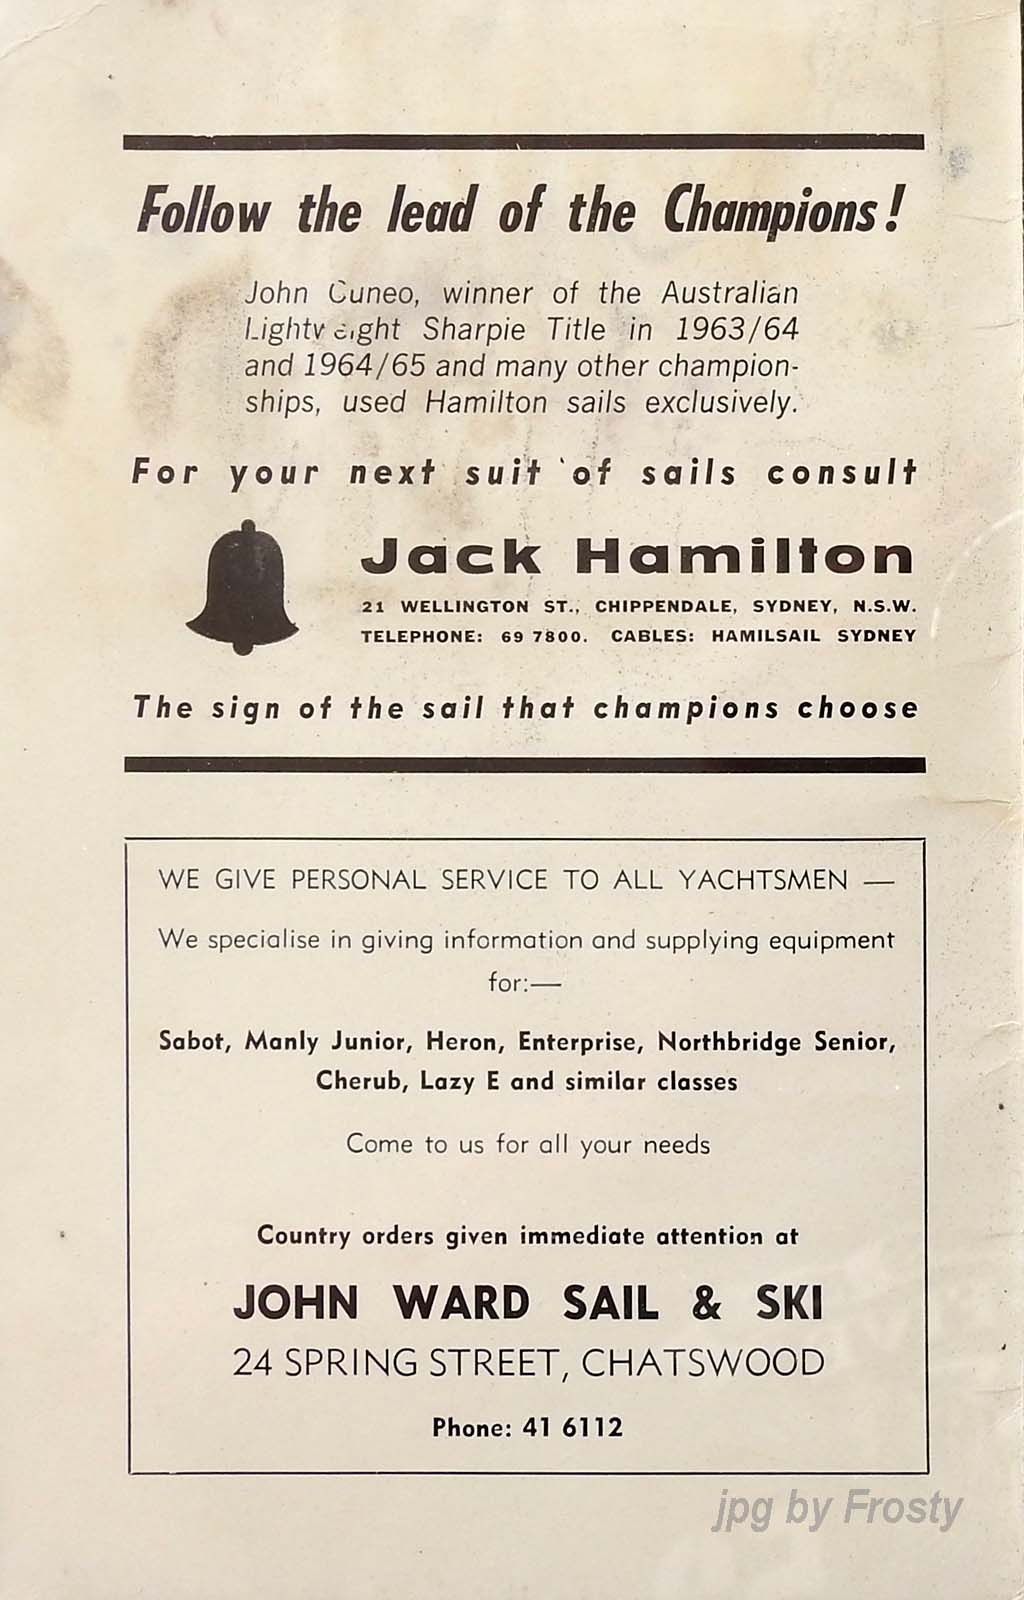 Follow the lead of the Champions!
John Cuneo, winner of the Australian
Lightweight Sharpie Title in 1963/64
and 1964/65 and many other champion-
ships, used Hamilton sails exclusively.
For your next suit of sails consult
Jack Hamilton
21 WELLINGTON ST., CHIPPENDALE, SYDNEY, N.S.W.
TELEPHONE: 69 7800. CABLES: HAMILSAIL SYDNEY
The sign of the sail that champions choose
WE GIVE PERSONAL SERVICE TO ALL YACHTSMEN —
We specialise in giving information and supplying equipment
for:—
Sabot, Manly Junior, Heron, Enterprise, Northbridge Senior,
Cherub, Lazy E and similar classes
Come to us for all your needs
Country orders given immediate attention at
JOHN WARD SAIL & SKI
24 SPRING STREET, CHATSWOOD
Phone: 41 6112
jpg by Frosty